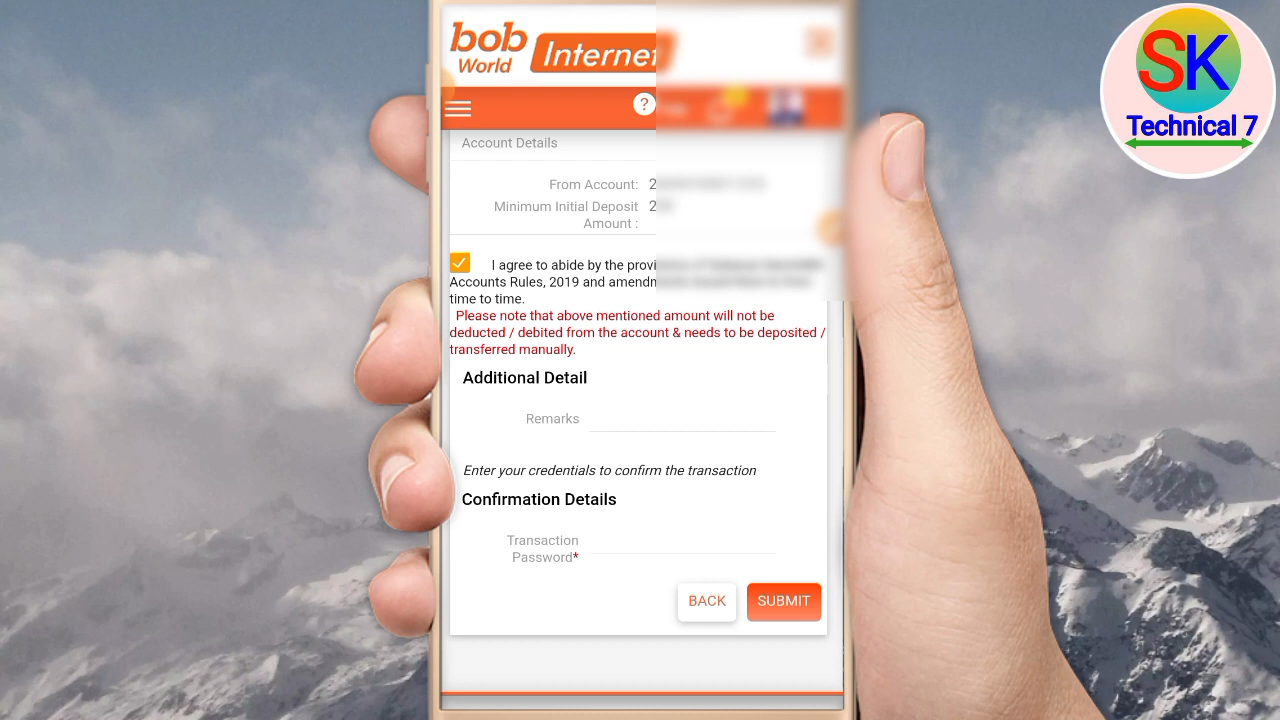 bob
World
Internet
?
Account Details
From Account: 2
Minimum Initial Deposit 2
Amount :
I agree to abide by the provi
Accounts Rules, 2019 and amendm
time to time.
Please note that above mentioned amount will not be
deducted / debited from the account & needs to be deposited /
transferred manually.
Additional Detail
Remarks
Enter your credentials to confirm the transaction
Confirmation Details
Transaction
Password*
BACK SUBMIT
SK
Technical 7